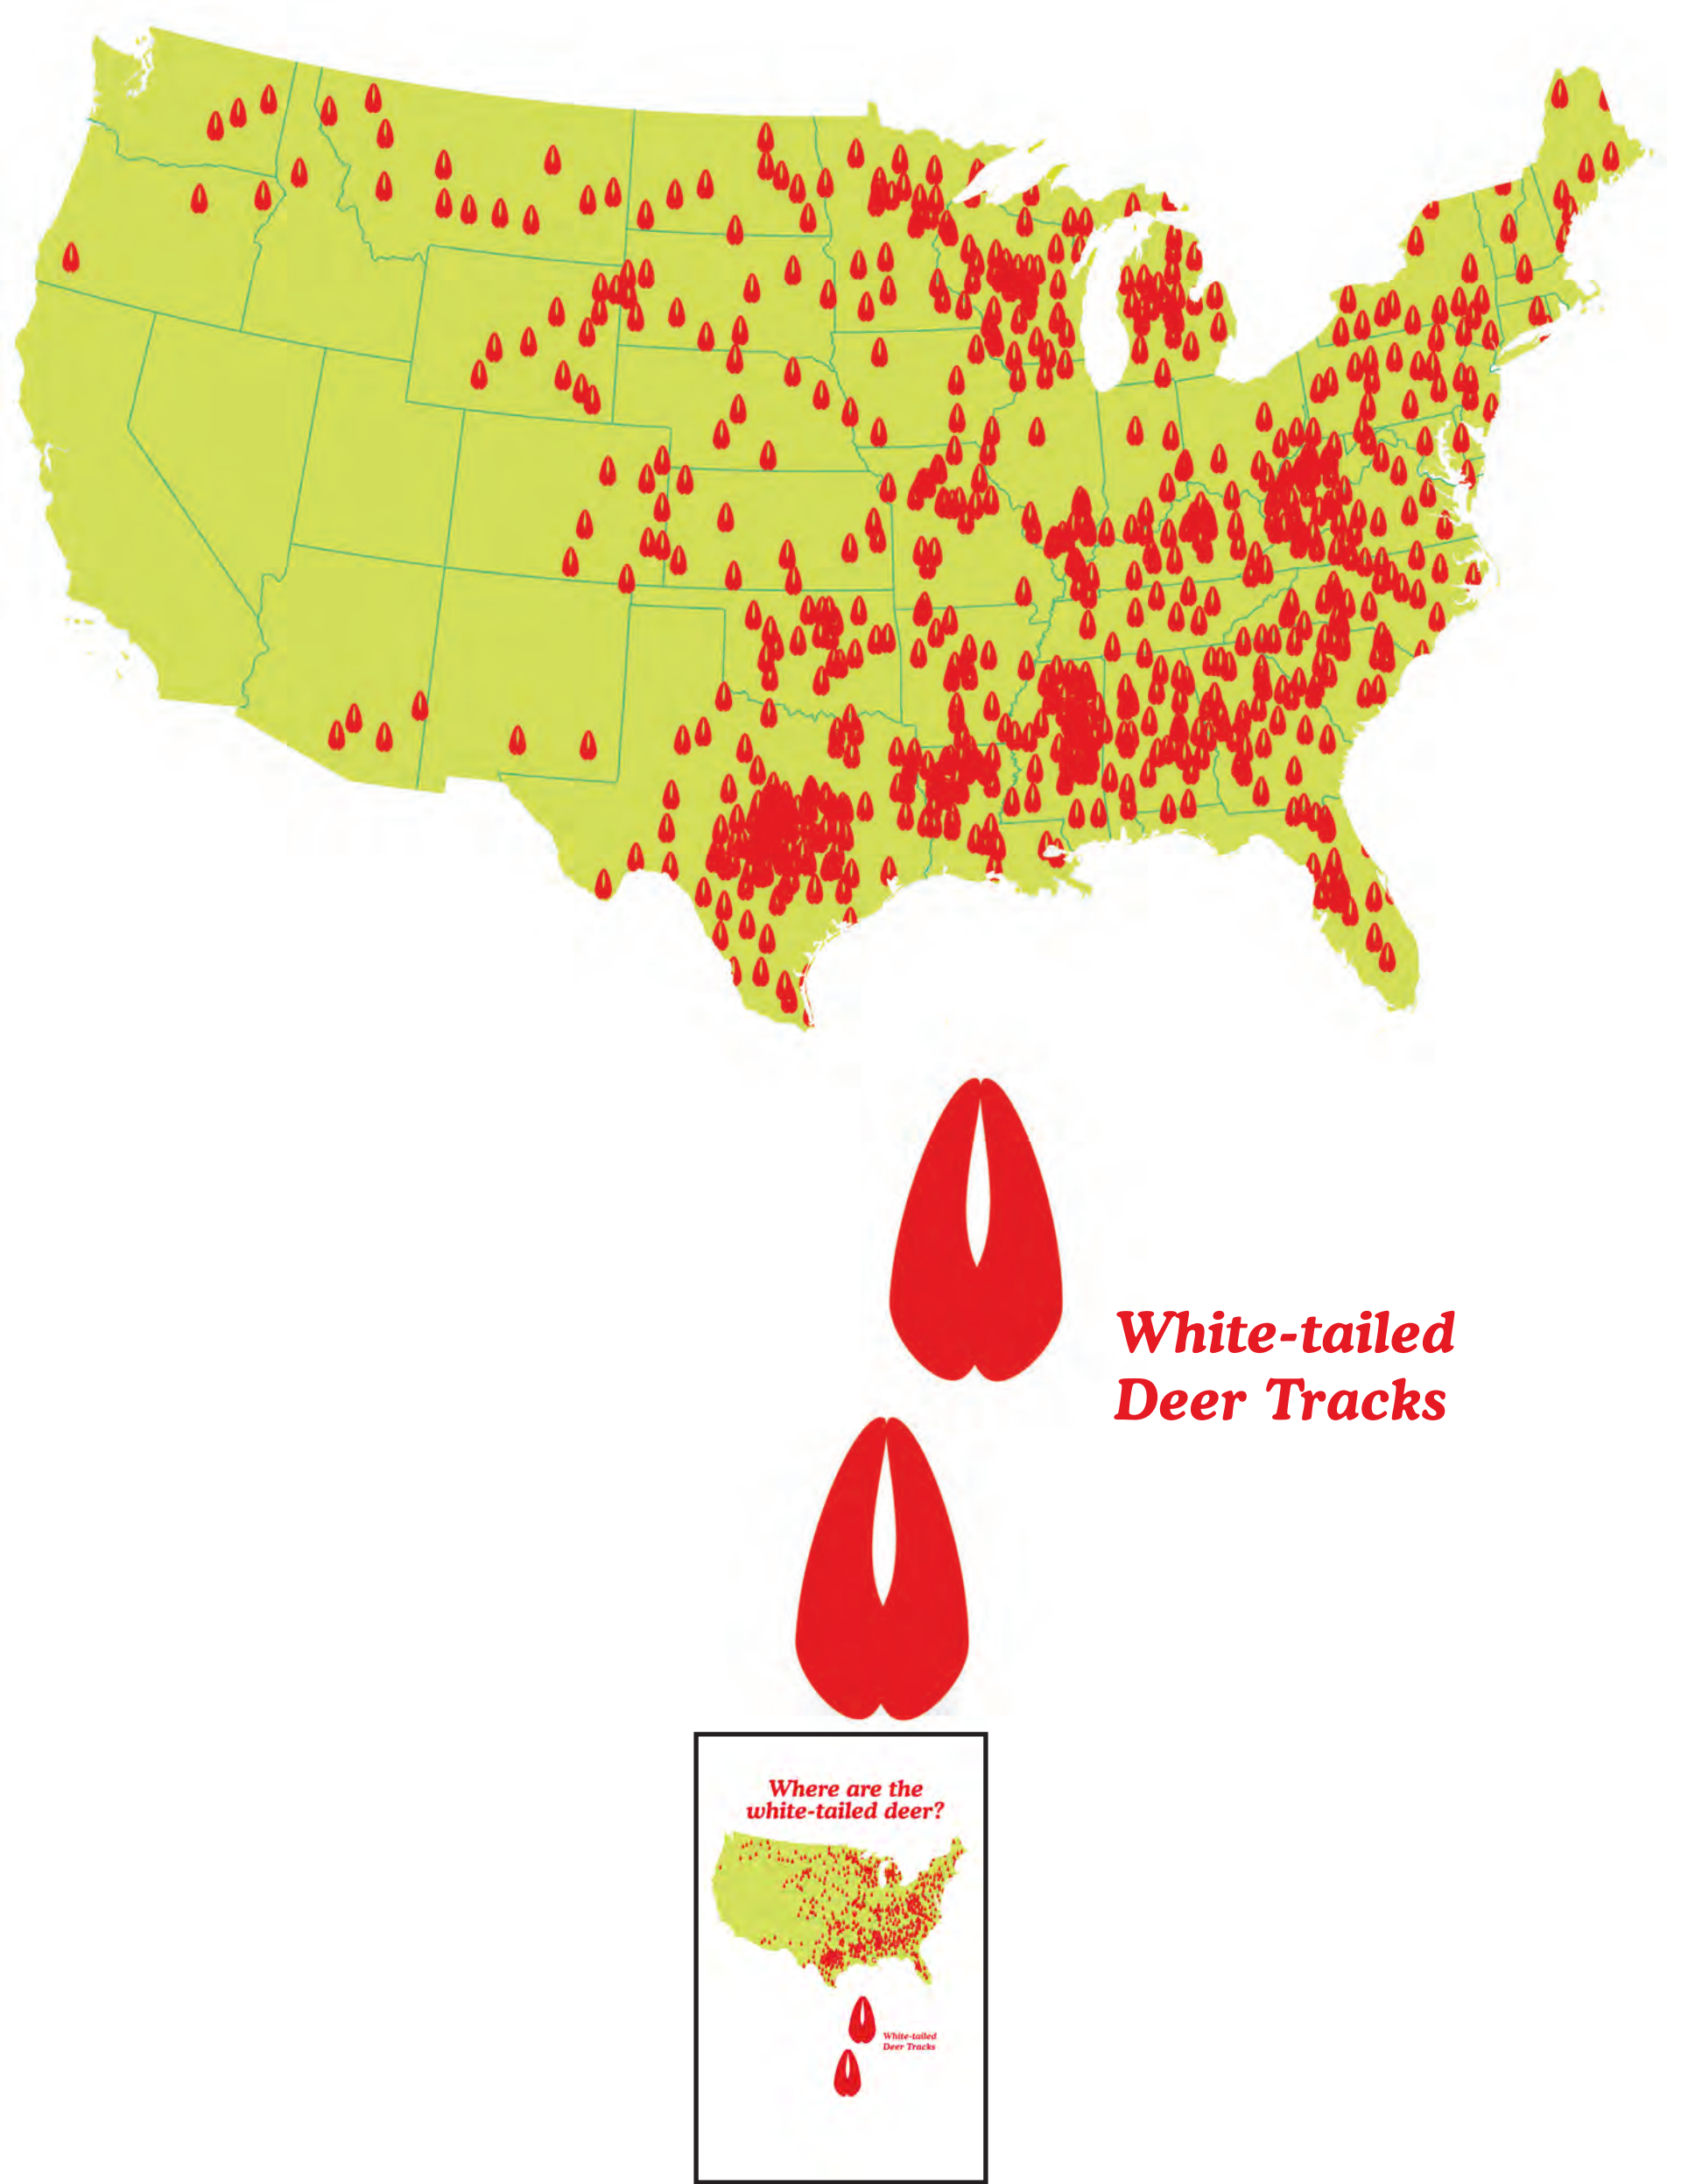 White-tailed
Deer Tracks
Where are the
white-tailed deer?
White-tailed
Deer Tracks